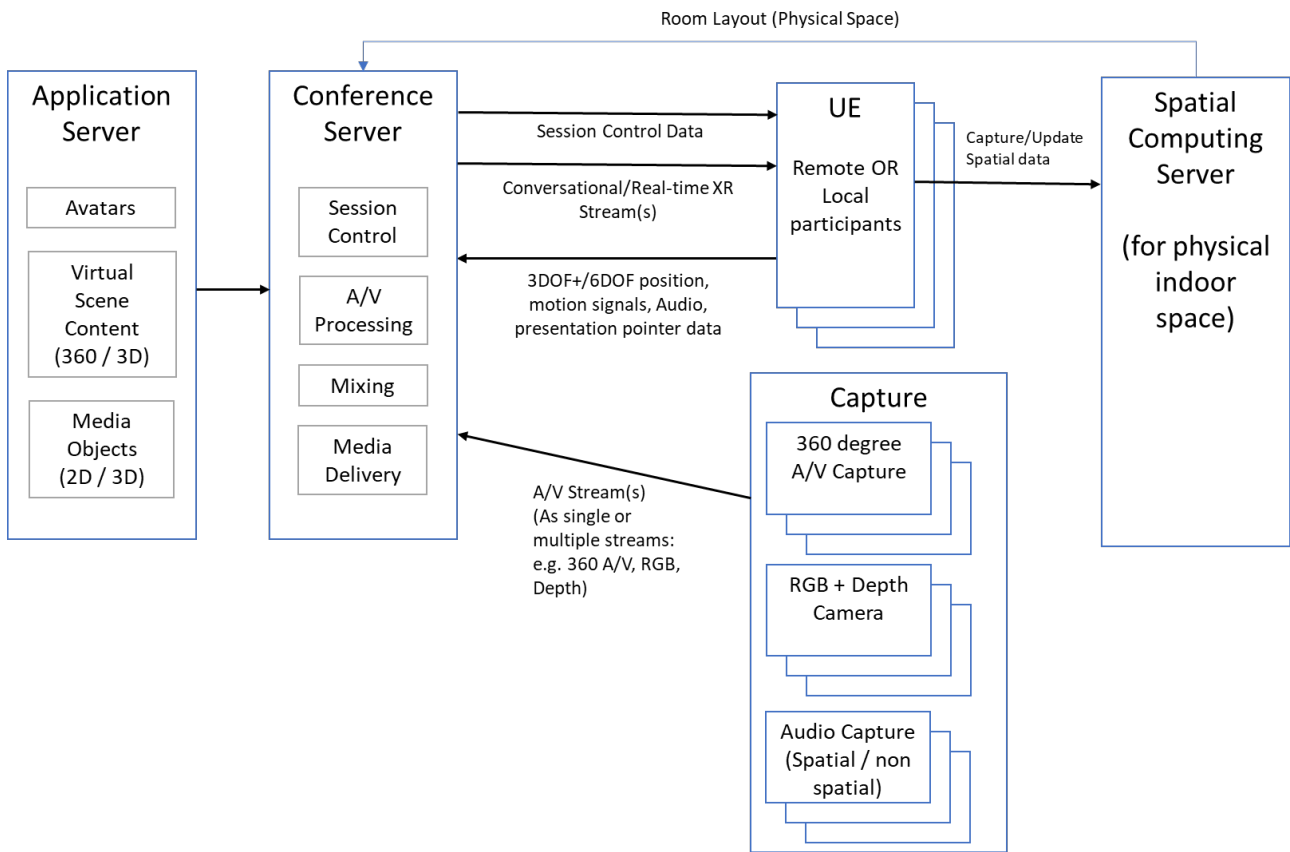 Room Layout (Physical Space)
Application
Server
Avatars
Virtual
Scene
Content
(360 / 3D)
Media
Objects
(2D / 3D)
Conference
Server
Session
Control
A/V
Processing
Mixing
Media
Delivery
Session Control Data
Conversational/Real-time XR
Stream(s)
3DOF+/6DOF position,
motion signals, Audio,
presentation pointer data
A/V Stream(s)
(As single or
multiple streams:
e.g. 360 A/V, RGB,
Depth)
UE
Remote OR
Local
participants
Capture/Update
Spatial data
Spatial
Computing
Server
(for physical
indoor
space)
Capture
360 degree
A/V Capture
RGB + Depth
Camera
Audio Capture
(Spatial / non
spatial)